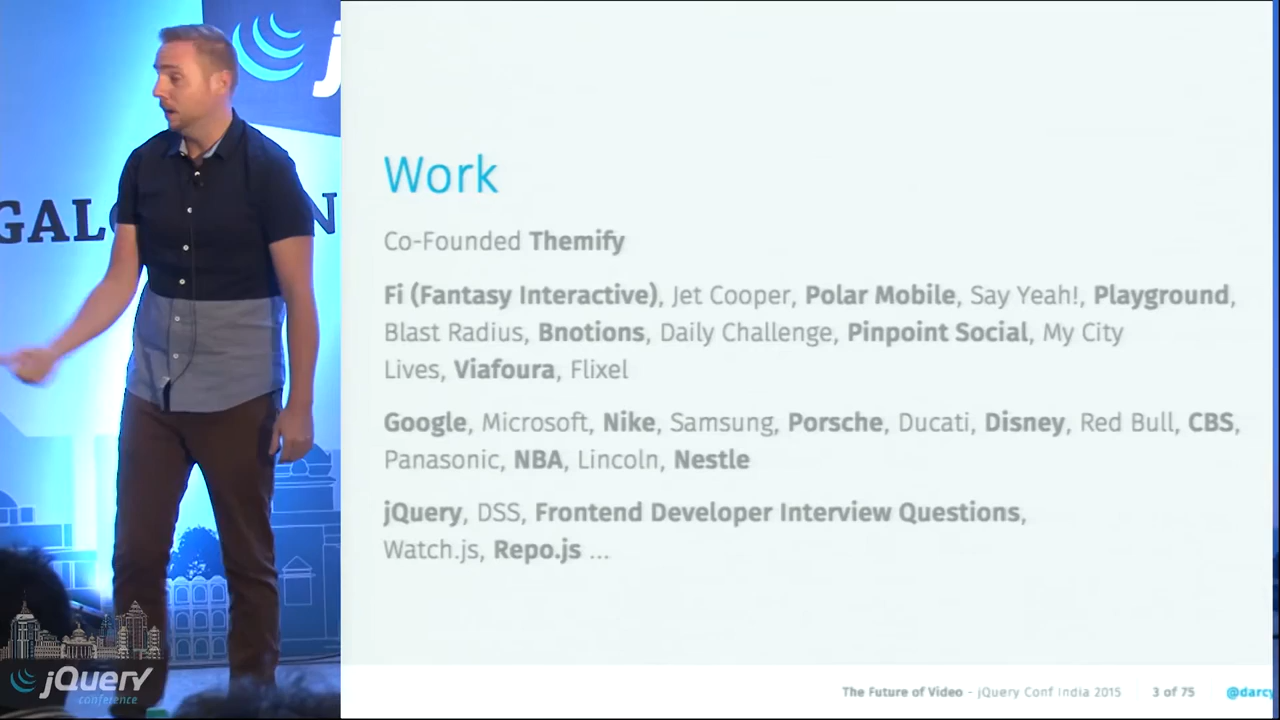 GALO
N
j
Work
Co-Founded Themify
Fi (Fantasy Interactive), Jet Cooper, Polar Mobile, Say Yeah!, Playground,
Blast Radius, Bnotions, Daily Challenge, Pinpoint Social, My City
Lives, Viafoura, Flixel
Google, Microsoft, Nike, Samsung, Porsche, Ducati, Disney, Red Bull, CBS,
Panasonic, NBA, Lincoln, Nestle
jQuery, DSS, Frontend Developer Interview Questions,
Watch.js, Repo.js ...
The Future of Video - jQuery Conf India 2015 3 of 75 @darcy
jQuery
conference